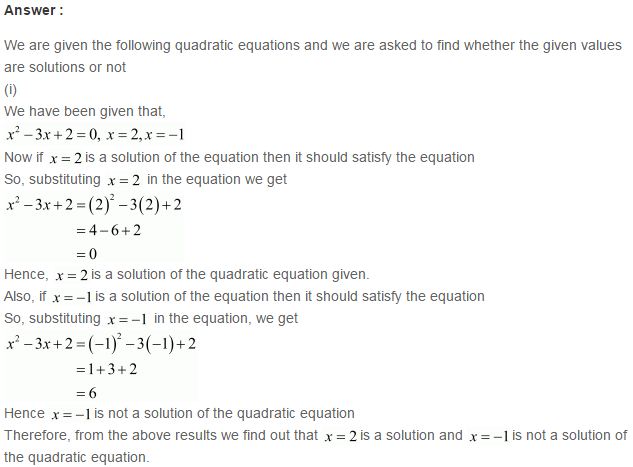 Answer :
We are given the following quadratic equations and we are asked to find whether the given values
are solutions or not
(i)
We have been given that,
x² − 3x + 2 = 0, x = 2, x = −1
Now if x = 2 is a solution of the equation then it should satisfy the equation
So, substituting x = 2 in the equation we get
x² − 3x + 2 = (2)² − 3(2) + 2
= 4 − 6 + 2
= 0
Hence, x = 2 is a solution of the quadratic equation given.
Also, if x = −1 is a solution of the equation then it should satisfy the equation
So, substituting x = −1 in the equation, we get
x² − 3x + 2 = (−1)² − 3(−1) + 2
= 1 + 3 + 2
= 6
Hence x = −1 is not a solution of the quadratic equation
Therefore, from the above results we find out that x = 2 is a solution and x = −1 is not a solution of
the quadratic equation.